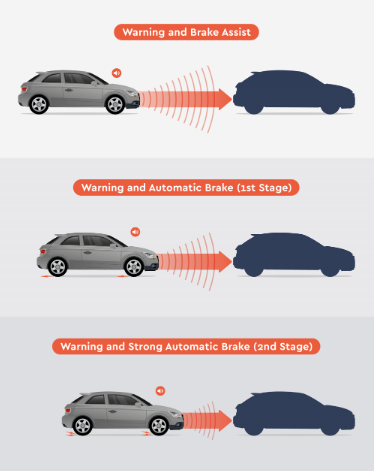 Warning and Brake Assist
Warning and Automatic Brake (1st Stage)
Warning and Strong Automatic Brake (2nd Stage)